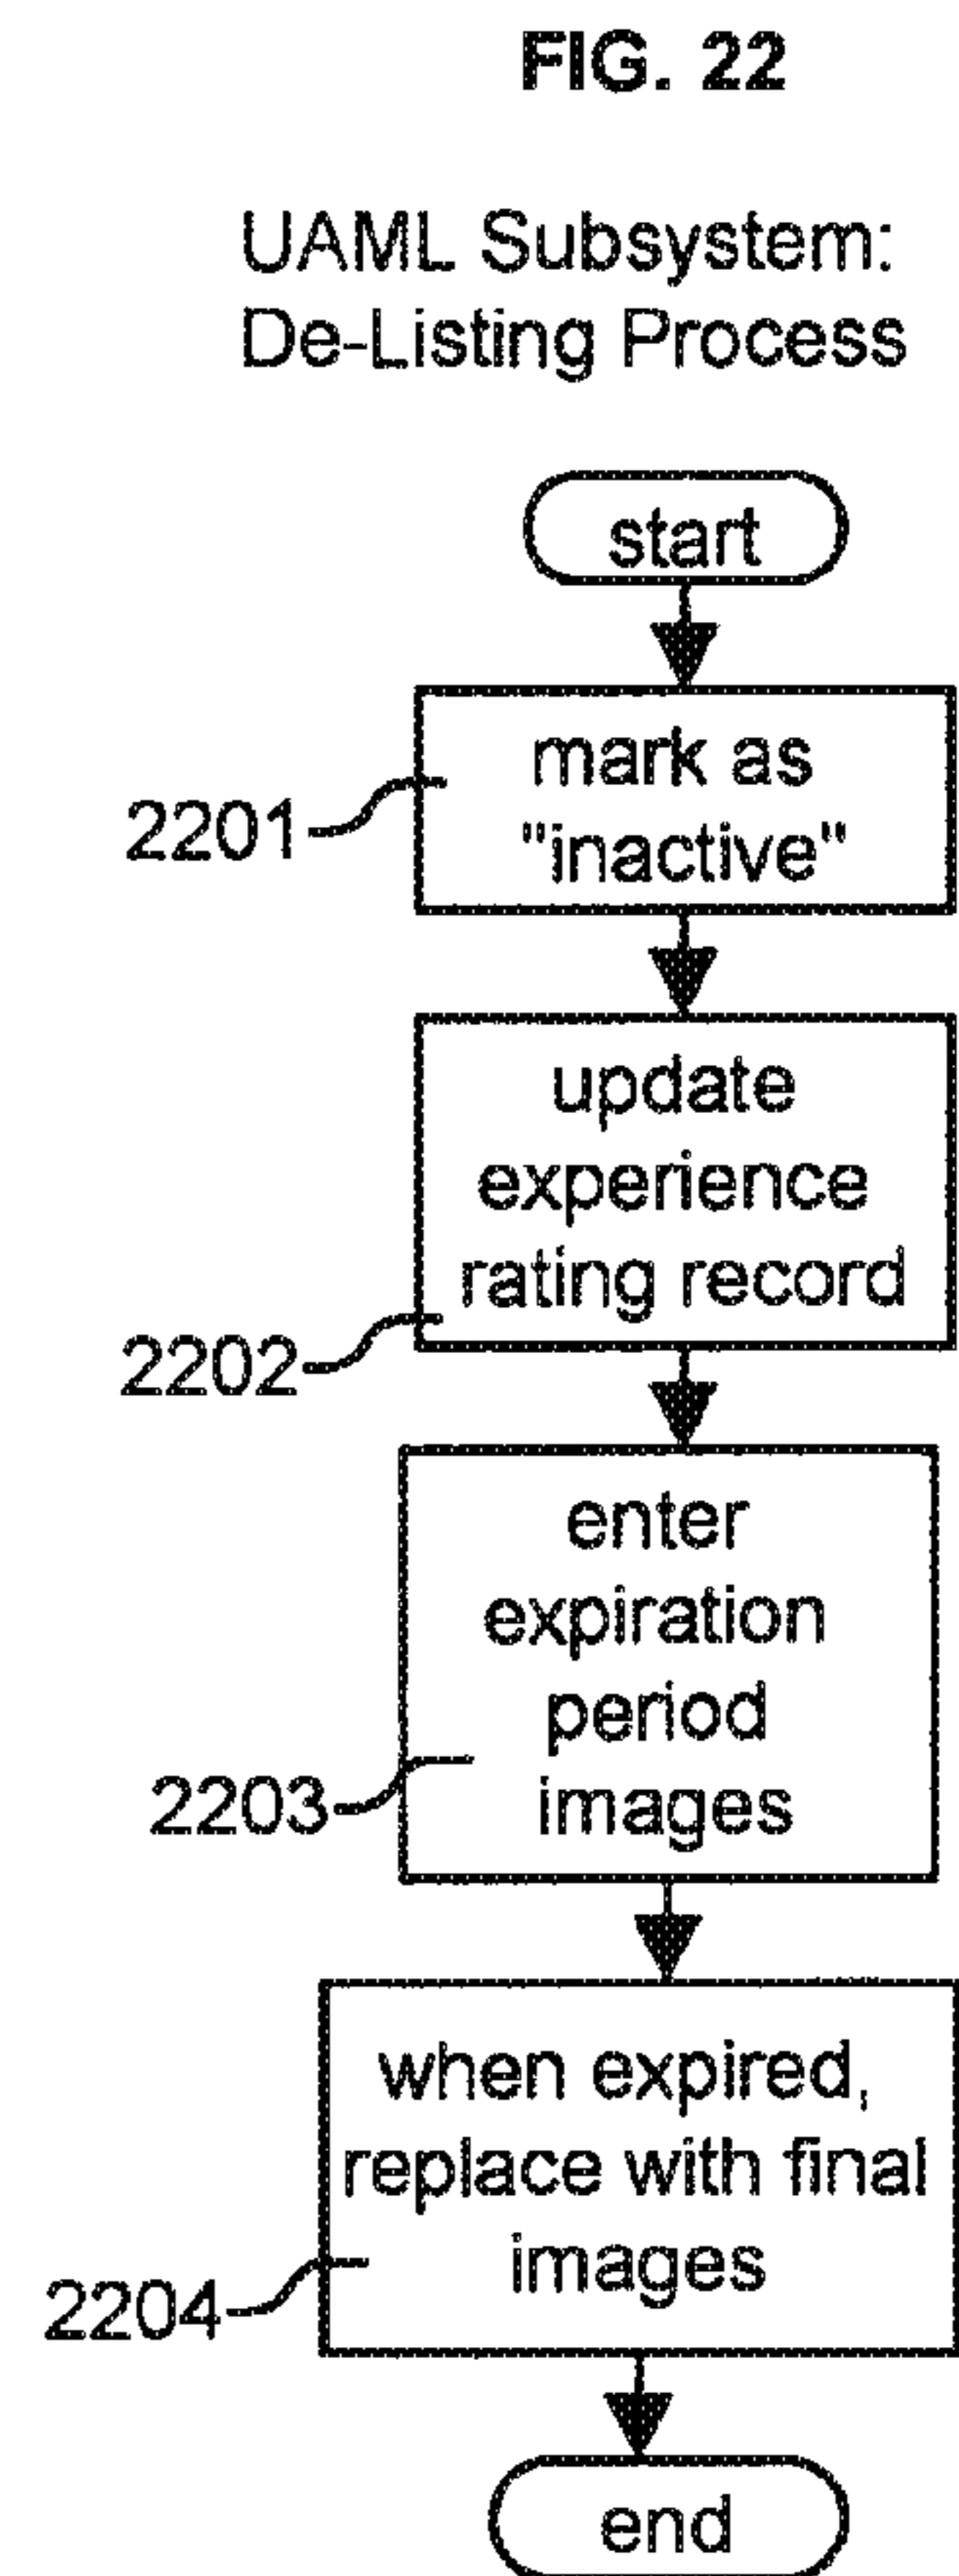 FIG. 22
UAML Subsystem:
De-Listing Process
start
mark as
"inactive"
2201
update
experience
rating record
2202
enter
expiration
period
images
2203
when expired,
replace with final
images
2204
end